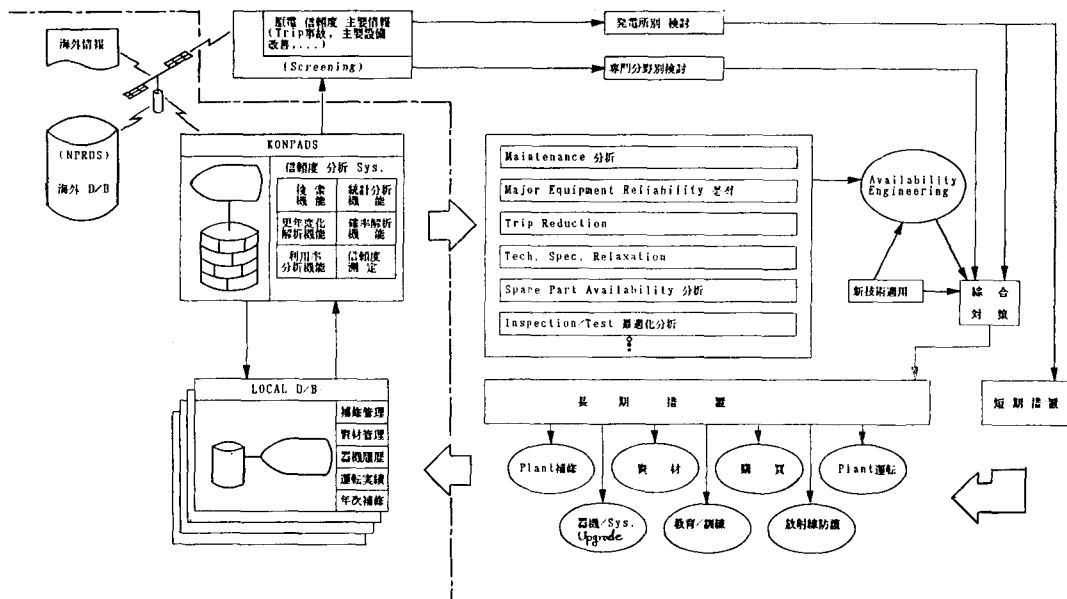 海外情報
(NPRDS)
海外 D/B
原電 信頼度 主要情報
(Trip事故, 主要設備
改善,...)
(Screening)
発電所別 検討
専門分野別検討
KONPADS
信頼度 分析 Sys.
検索
機能
統計分析
機能
更年変化
解析機能
確率解析
機能
利用率
分析機能
信頼度
測定
Maintenance 分析
Major Equipment Reliability 분석
Trip Reduction
Tech. Spec. Relaxation
Spare Part Availability 分析
Inspection/Test 最適化分析
Availability
Engineering
新技術適用
綜 合
対 策
LOCAL D/B
補修管理
資材管理
器機履歴
運転実績
年次補修
長 期 措 置
短 期 措 置
Plant補修
資 材
購 買
Plant運転
器機/Sys.
Upgrade
教育/訓練
放射線防護